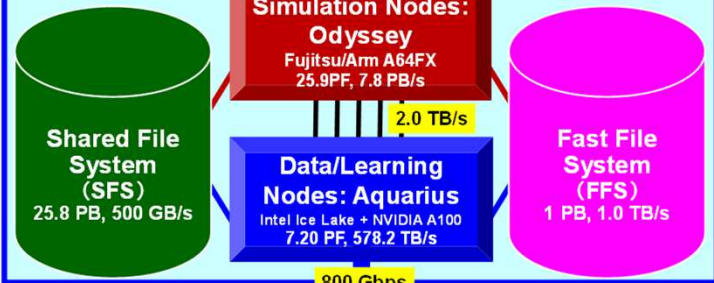 Simulation Nodes:
Odyssey
Fujitsu/Arm A64FX
25.9PF, 7.8 PB/s
2.0 TB/s
Shared File
System
(SFS)
25.8 PB, 500 GB/s
Data/Learning
Nodes: Aquarius
Intel Ice Lake + NVIDIA A100
7.20 PF, 578.2 TB/s
Fast File
System
(FFS)
1 PB, 1.0 TB/s
800 Gbps